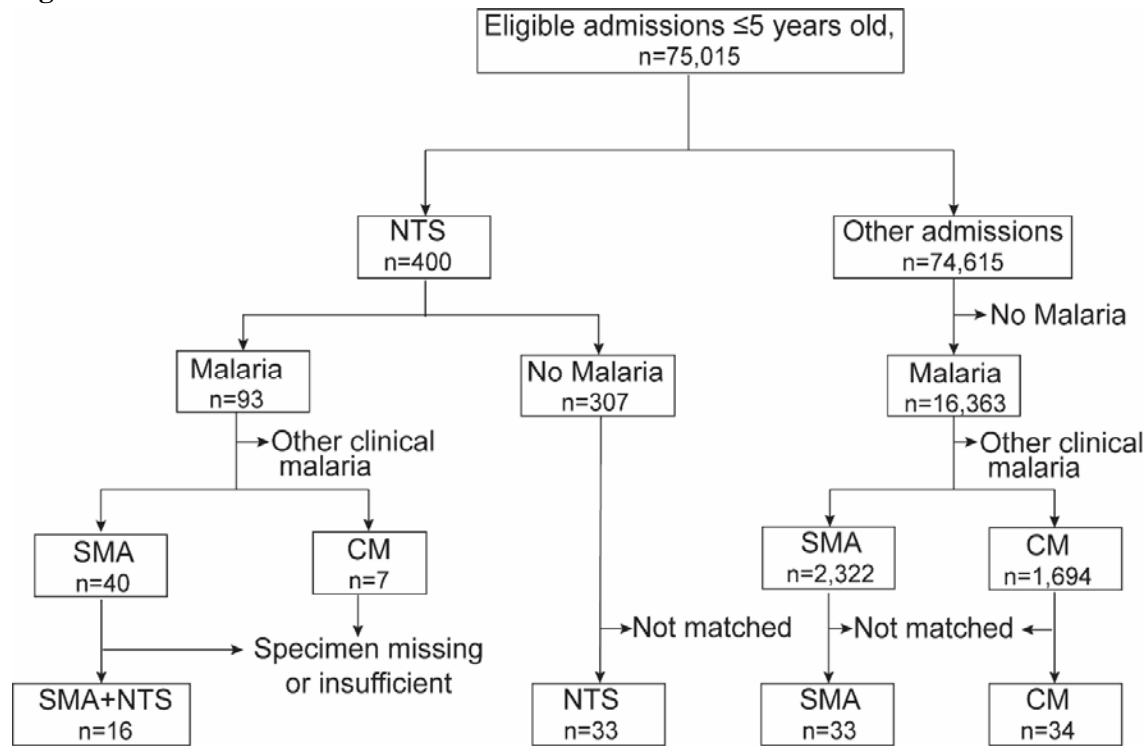 Eligible admissions ≤5 years old,
n=75,015
NTS
n=400
Other admissions
n=74,615
No Malaria
Malaria
n=93
No Malaria
n=307
Malaria
n=16,363
Other clinical
malaria
Other clinical
malaria
SMA
n=40
CM
n=7
SMA
n=2,322
CM
n=1,694
Not matched
Not matched
Specimen missing
or insufficient
SMA+NTS
n=16
NTS
n=33
SMA
n=33
CM
n=34